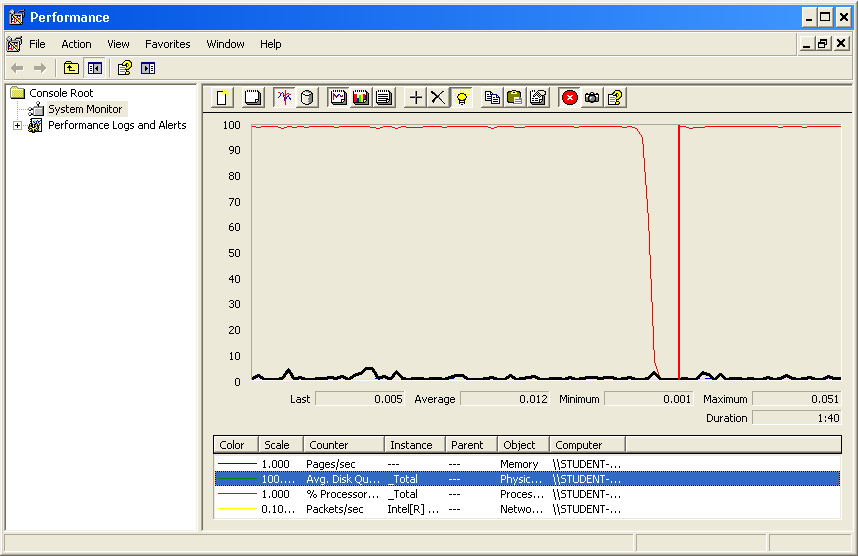 Performance
File Action View Favorites Window Help
Console Root
System Monitor
Performance Logs and Alerts
100
90
80
70
60
50
40
30
20
10
0
Last 0.005 Average 0.012 Minimum 0.001 Maximum 0.051
Duration 1:40
Color Scale Counter Instance Parent Object Computer
1.000 Pages/sec --- --- Memory \\STUDENT-...
100.... Avg. Disk Qu... _Total --- Physic... \\STUDENT-...
1.000 % Processor... _Total --- Proces... \\STUDENT-...
0.10... Packets/sec Intel[R] ... --- Netwo... \\STUDENT-...